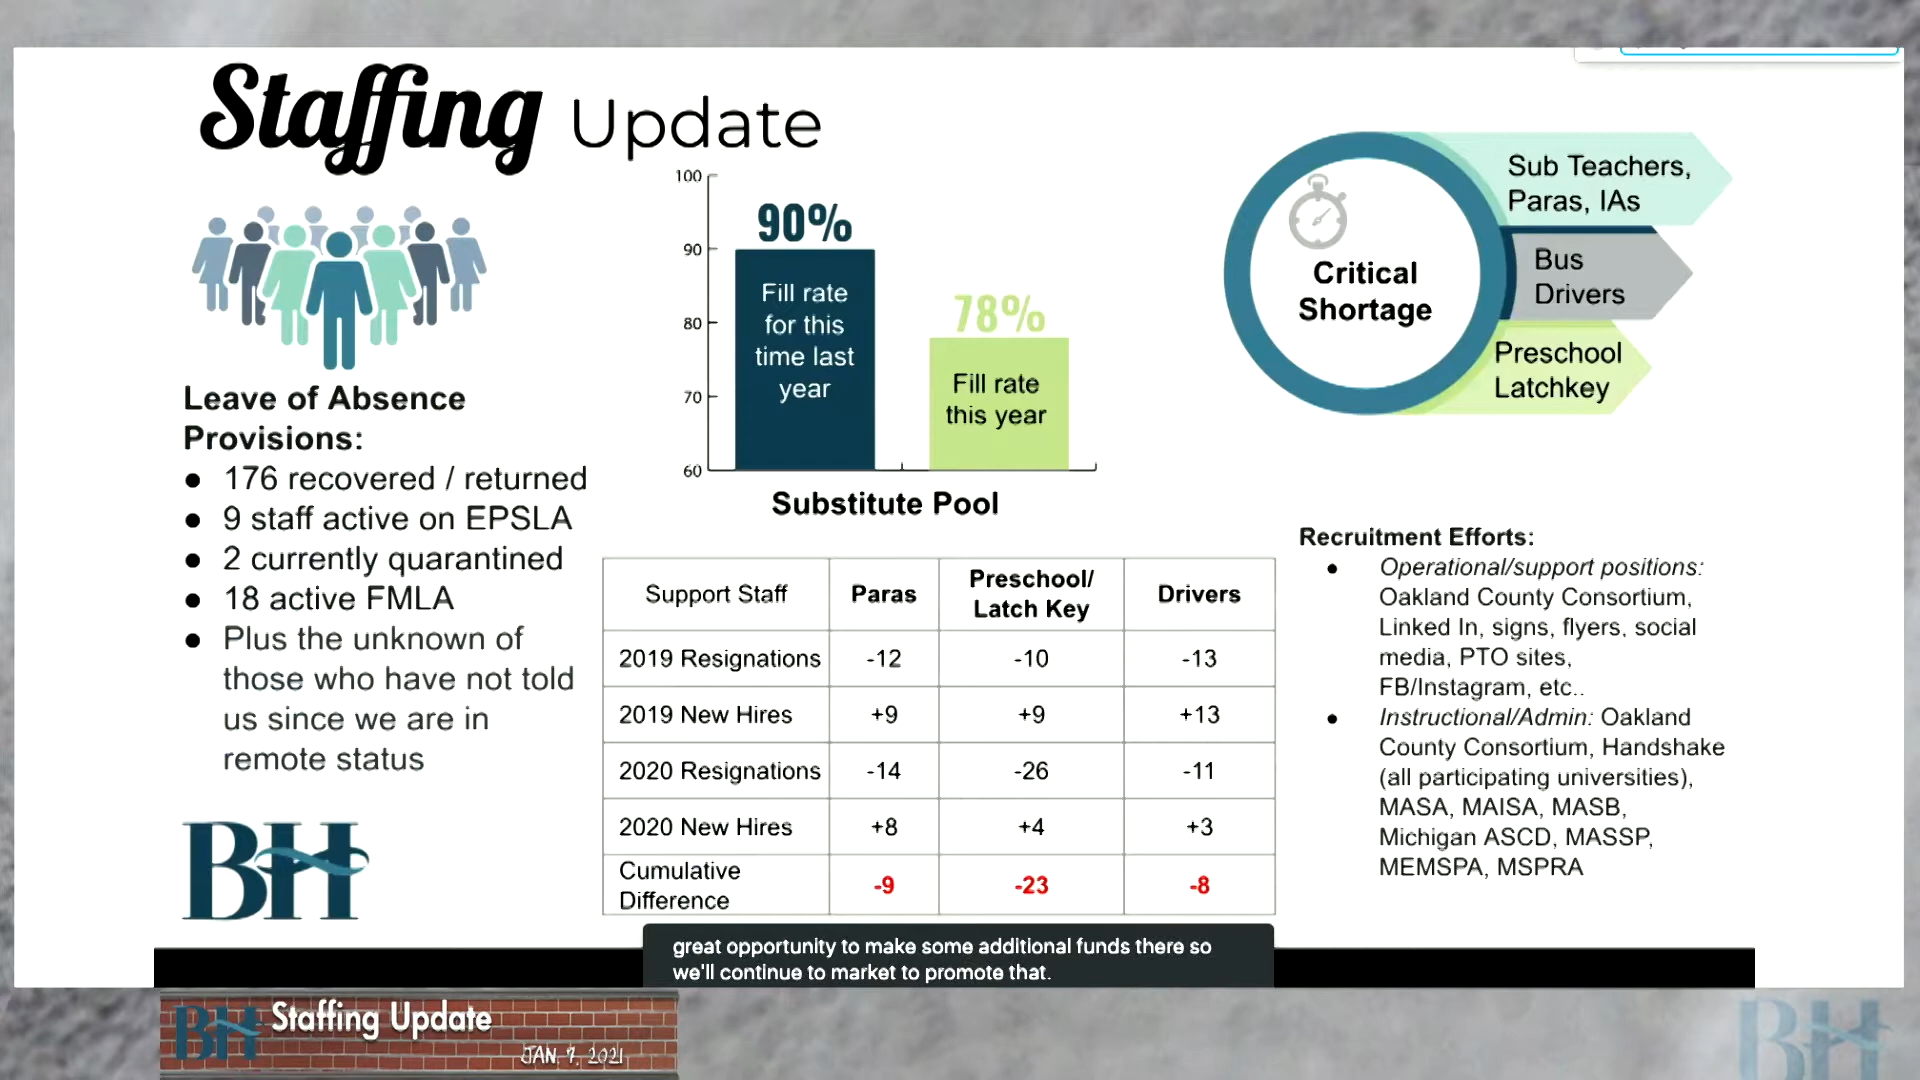 Staffing Update
Leave of Absence
Provisions:
● 176 recovered / returned
● 9 staff active on EPSLA
● 2 currently quarantined
● 18 active FMLA
● Plus the unknown of
those who have not told
us since we are in
remote status
BH
100
90
80
70
60
90%
Fill rate
for this
time last
year
78%
Fill rate
this year
Substitute Pool
Critical
Shortage
Sub Teachers,
Paras, IAs
Bus
Drivers
Preschool
Latchkey
Support Staff Paras Preschool/ Latch Key Drivers
2019 Resignations -12 -10 -13
2019 New Hires +9 +9 +13
2020 Resignations -14 -26 -11
2020 New Hires +8 +4 +3
Cumulative Difference -9 -23 -8
Recruitment Efforts:
● Operational/support positions:
Oakland County Consortium,
Linked In, signs, flyers, social
media, PTO sites,
FB/Instagram, etc..
● Instructional/Admin: Oakland
County Consortium, Handshake
(all participating universities),
MASA, MAISA, MASB,
Michigan ASCD, MASSP,
MEMSPA, MSPRA
great opportunity to make some additional funds there so
we'll continue to market to promote that.
BH Staffing Update
JAN. 7, 2021
BH